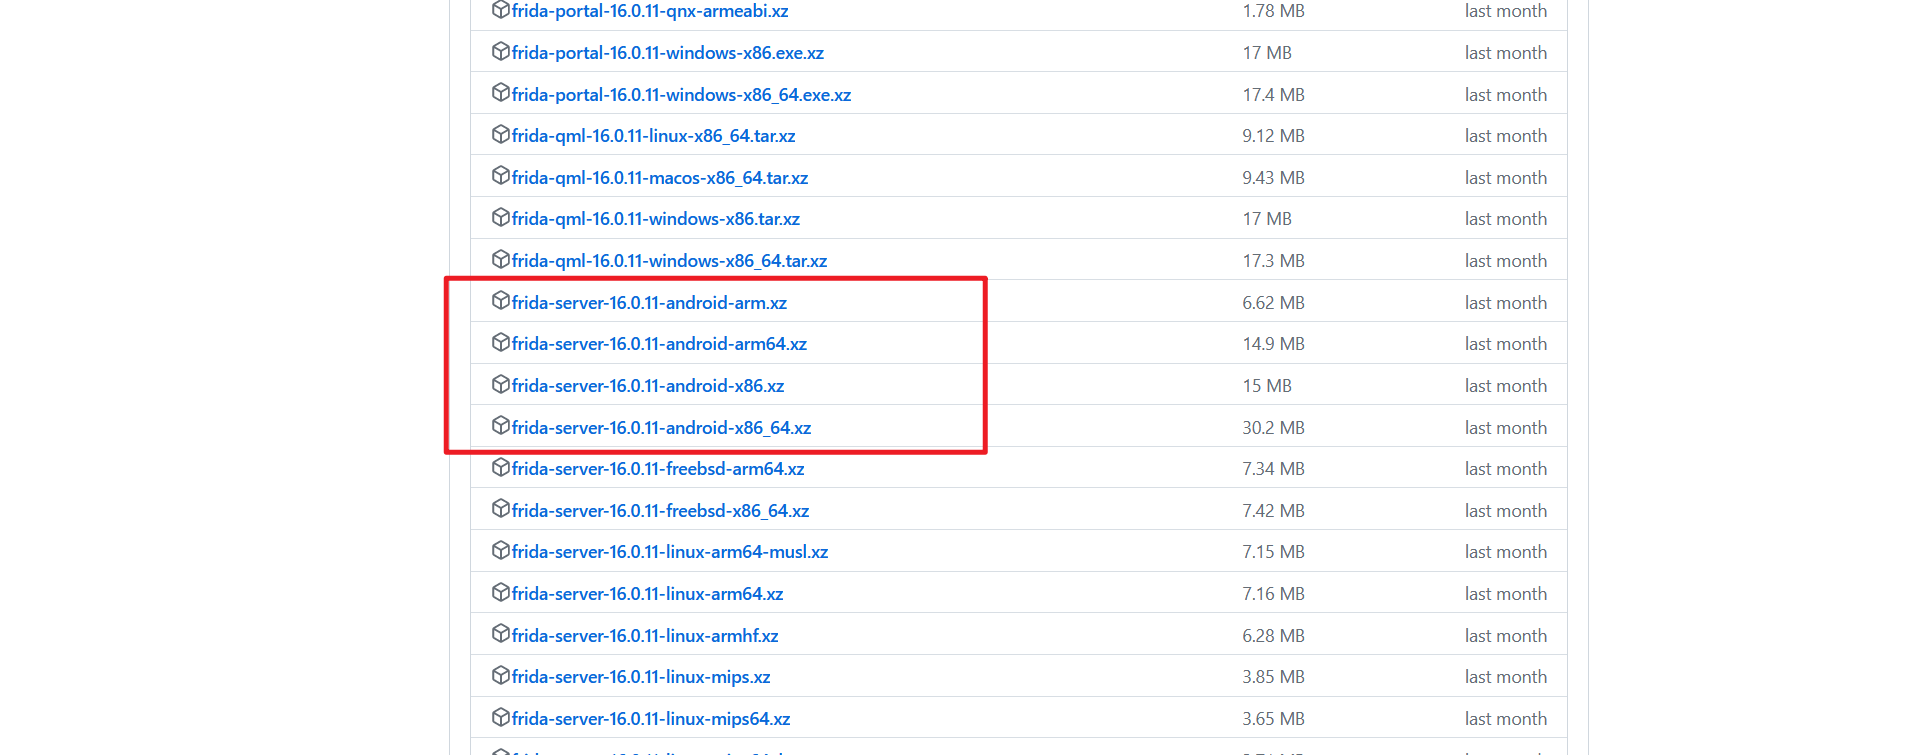 frida-portal-16.0.11-qnx-armeabi.xz 1.78 MB last month
frida-portal-16.0.11-windows-x86.exe.xz 17 MB last month
frida-portal-16.0.11-windows-x86_64.exe.xz 17.4 MB last month
frida-qml-16.0.11-linux-x86_64.tar.xz 9.12 MB last month
frida-qml-16.0.11-macos-x86_64.tar.xz 9.43 MB last month
frida-qml-16.0.11-windows-x86.tar.xz 17 MB last month
frida-qml-16.0.11-windows-x86_64.tar.xz 17.3 MB last month
frida-server-16.0.11-android-arm.xz 6.62 MB last month
frida-server-16.0.11-android-arm64.xz 14.9 MB last month
frida-server-16.0.11-android-x86.xz 15 MB last month
frida-server-16.0.11-android-x86_64.xz 30.2 MB last month
frida-server-16.0.11-freebsd-arm64.xz 7.34 MB last month
frida-server-16.0.11-freebsd-x86_64.xz 7.42 MB last month
frida-server-16.0.11-linux-arm64-musl.xz 7.15 MB last month
frida-server-16.0.11-linux-arm64.xz 7.16 MB last month
frida-server-16.0.11-linux-armhf.xz 6.28 MB last month
frida-server-16.0.11-linux-mips.xz 3.85 MB last month
frida-server-16.0.11-linux-mips64.xz 3.65 MB last month